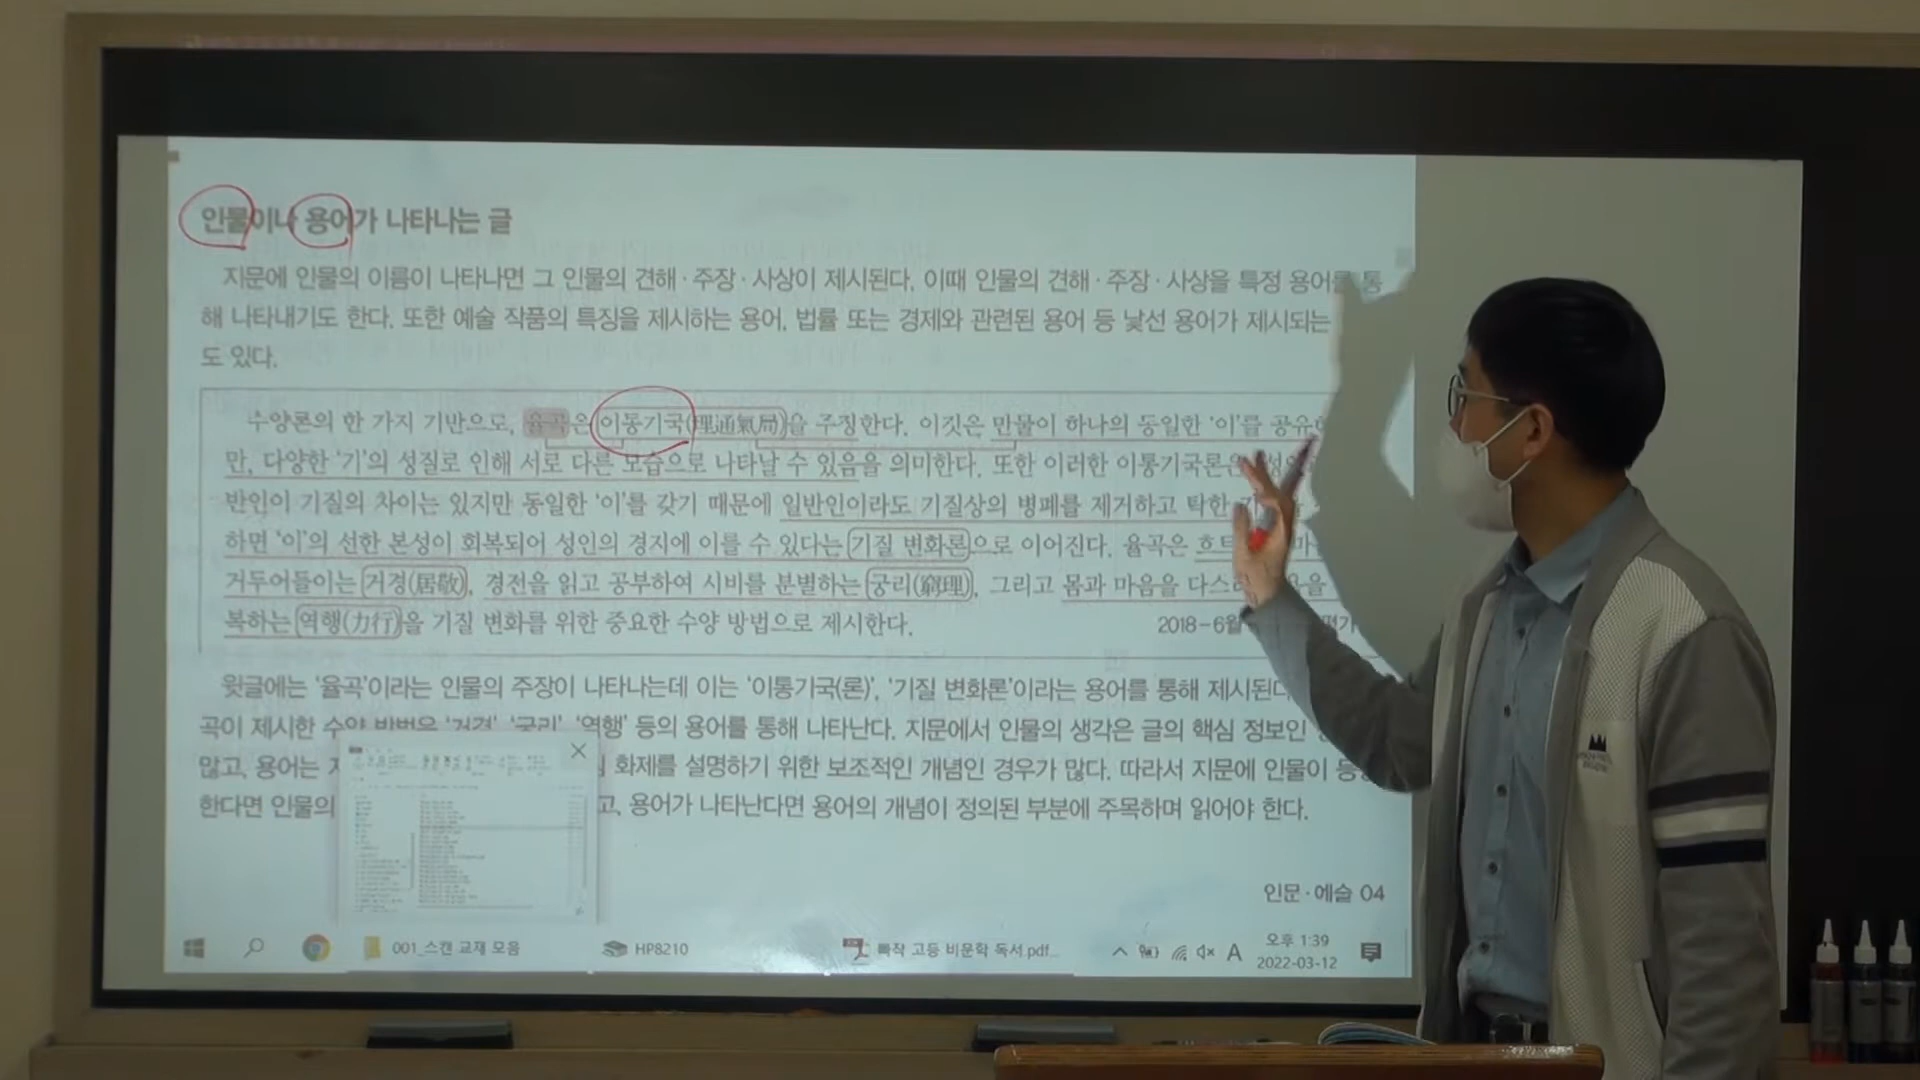 인물이나 용어가 나타나는 글
지문에 인물의 이름이 나타나면 그 인물의 견해·주장·사상이 제시된다. 이때 인물의 견해·주장·사상을 특정 용어를 통
해 나타내기도 한다. 또한 예술 작품의 특징을 제시하는 용어, 법률 또는 경제와 관련된 용어 등 낯선 용어가 제시되는
도 있다.
수양론의 한 가지 기반으로, 율곡은 이통기국(理通氣局)을 주장한다. 이것은 만물이 하나의 동일한 '이'를 공유
만, 다양한 '기'의 성질로 인해 서로 다른 모습으로 나타날 수 있음을 의미한다. 또한 이러한 이통기국론은
반인이 기질의 차이는 있지만 동일한 '이'를 갖기 때문에 일반인이라도 기질상의 병폐를 제거하고 탁한
하면 '이'의 선한 본성이 회복되어 성인의 경지에 이를 수 있다는 기질 변화론으로 이어진다. 율곡은
거두어들이는 거경(居敬), 경전을 읽고 공부하여 시비를 분별하는 궁리(窮理), 그리고 몸과 마음을
복하는 역행(力行)을 기질 변화를 위한 중요한 수양 방법으로 제시한다.
2018-6월
윗글에는 '율곡'이라는 인물의 주장이 나타나는데 이는 '이통기국(론)', '기질 변화론'이라는 용어를 통해 제시된다
곡이 제시한 수양 방법은 '거경', '궁리', '역행' 등의 용어를 통해 나타난다. 지문에서 인물의 생각은 글의 핵심 정보인
많고, 용어는 화제를 설명하기 위한 보조적인 개념인 경우가 많다. 따라서 지문에 인물이
한다면 인물의 고, 용어가 나타난다면 용어의 개념이 정의된 부분에 주목하며 읽어야 한다.
인문·예술 04
001_스캔 교재 모음 HP8210 빠작 고등 비문학 독서.pdf... A 오후 1:39
2022-03-12